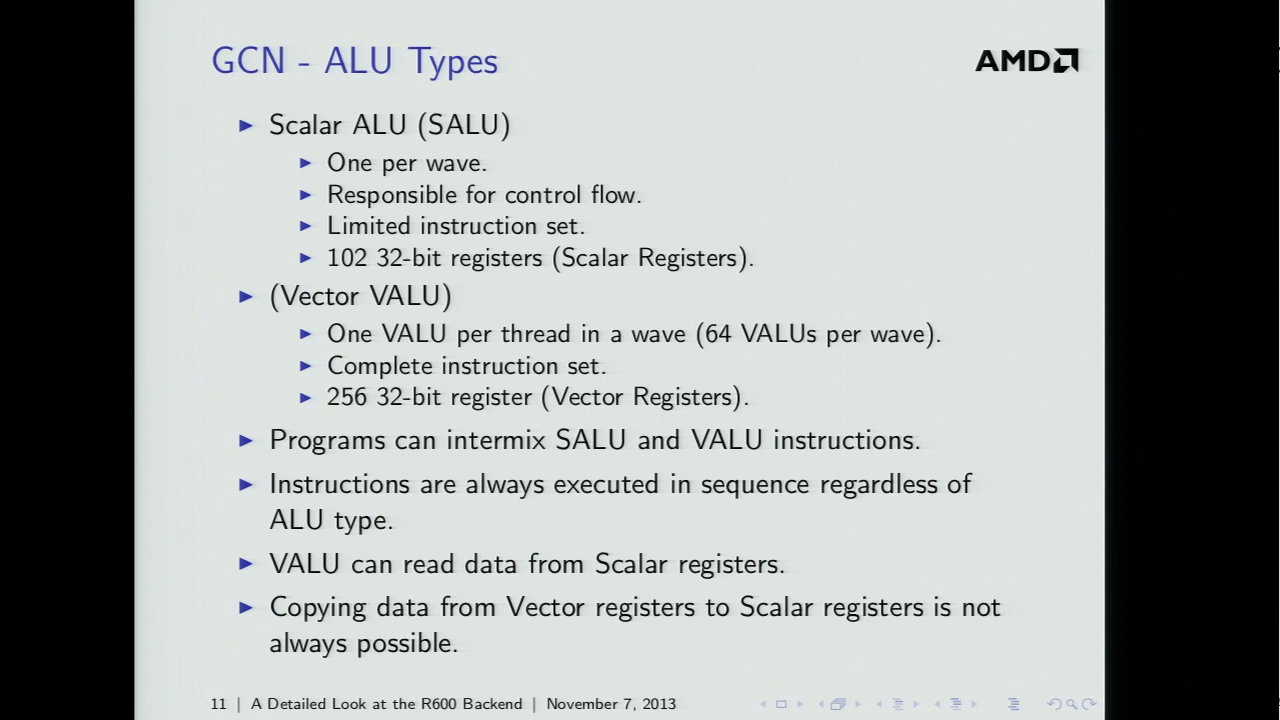 GCN - ALU Types
AMD
Scalar ALU (SALU)
One per wave.
Responsible for control flow.
Limited instruction set.
102 32-bit registers (Scalar Registers).
(Vector VALU)
One VALU per thread in a wave (64 VALUs per wave).
Complete instruction set.
256 32-bit register (Vector Registers).
Programs can intermix SALU and VALU instructions.
Instructions are always executed in sequence regardless of
ALU type.
VALU can read data from Scalar registers.
Copying data from Vector registers to Scalar registers is not
always possible.
11 | A Detailed Look at the R600 Backend | November 7, 2013